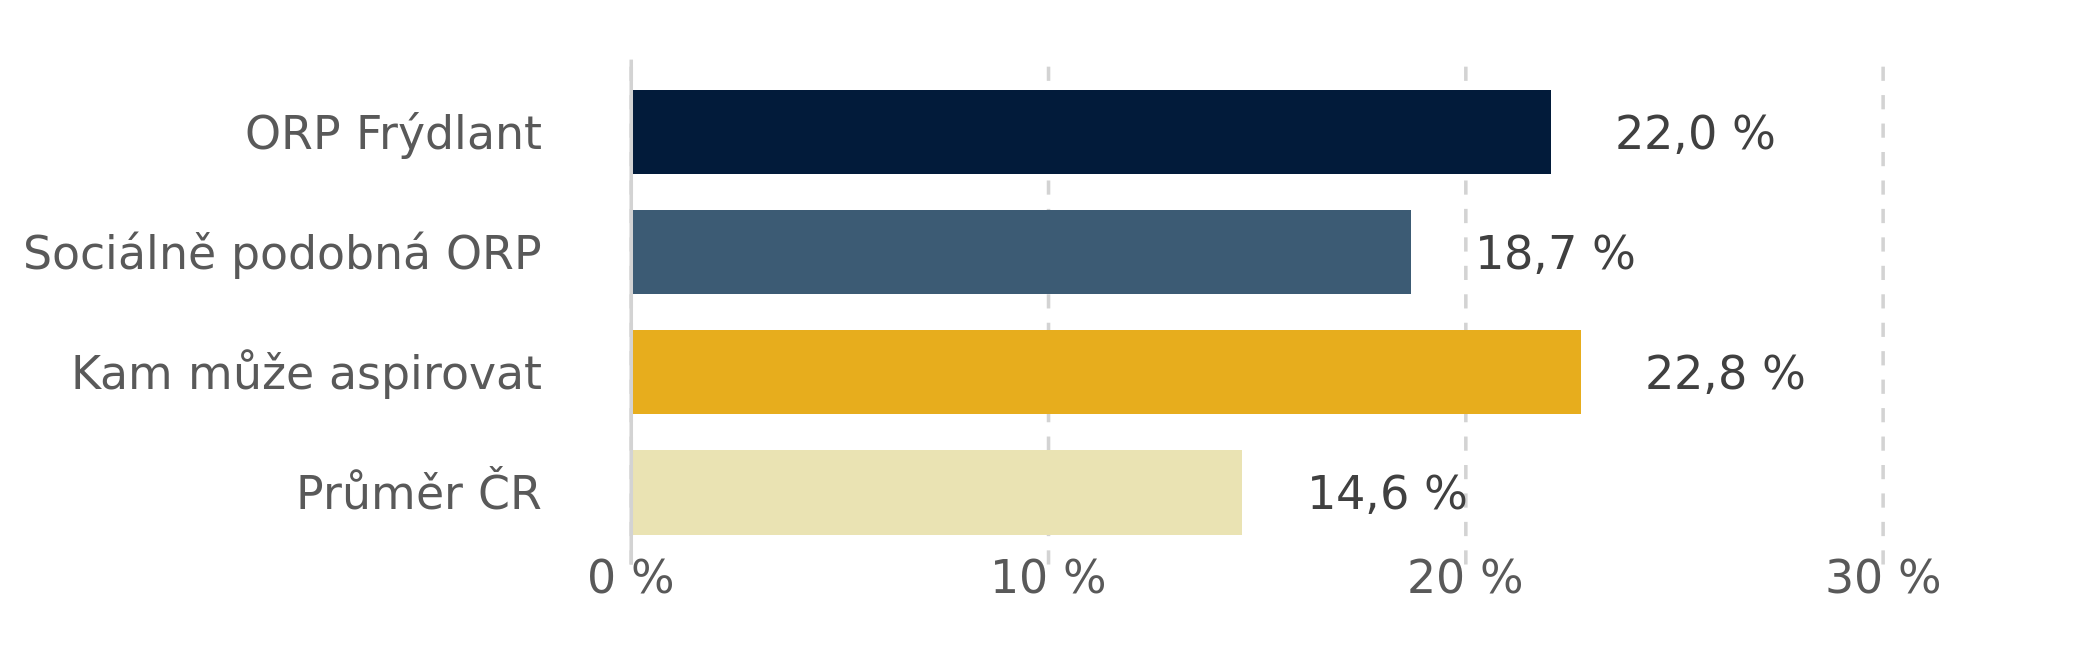 ORP Frýdlant 22,0 %
Sociálně podobná ORP 18,7 %
Kam může aspirovat 22,8 %
Průměr ČR 14,6 %
0 % 10 % 20 % 30 %